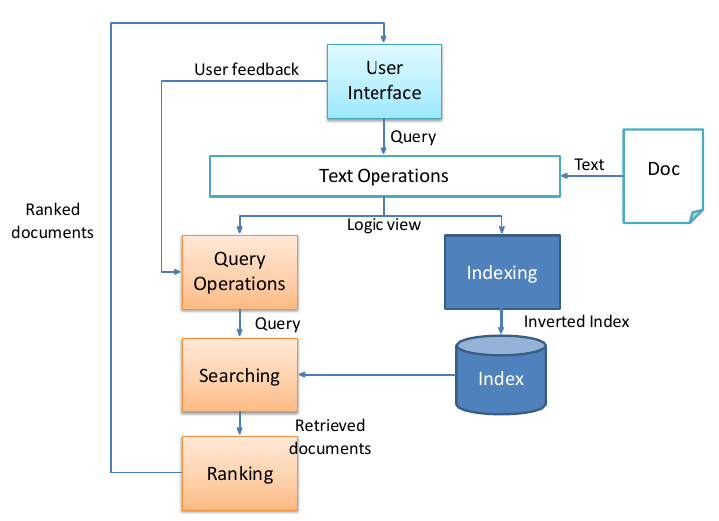 User
Interface
User feedback
Query
Text Operations
Text
Doc
Ranked
documents
Logic view
Query
Operations
Indexing
Query
Inverted Index
Searching
Index
Retrieved
documents
Ranking